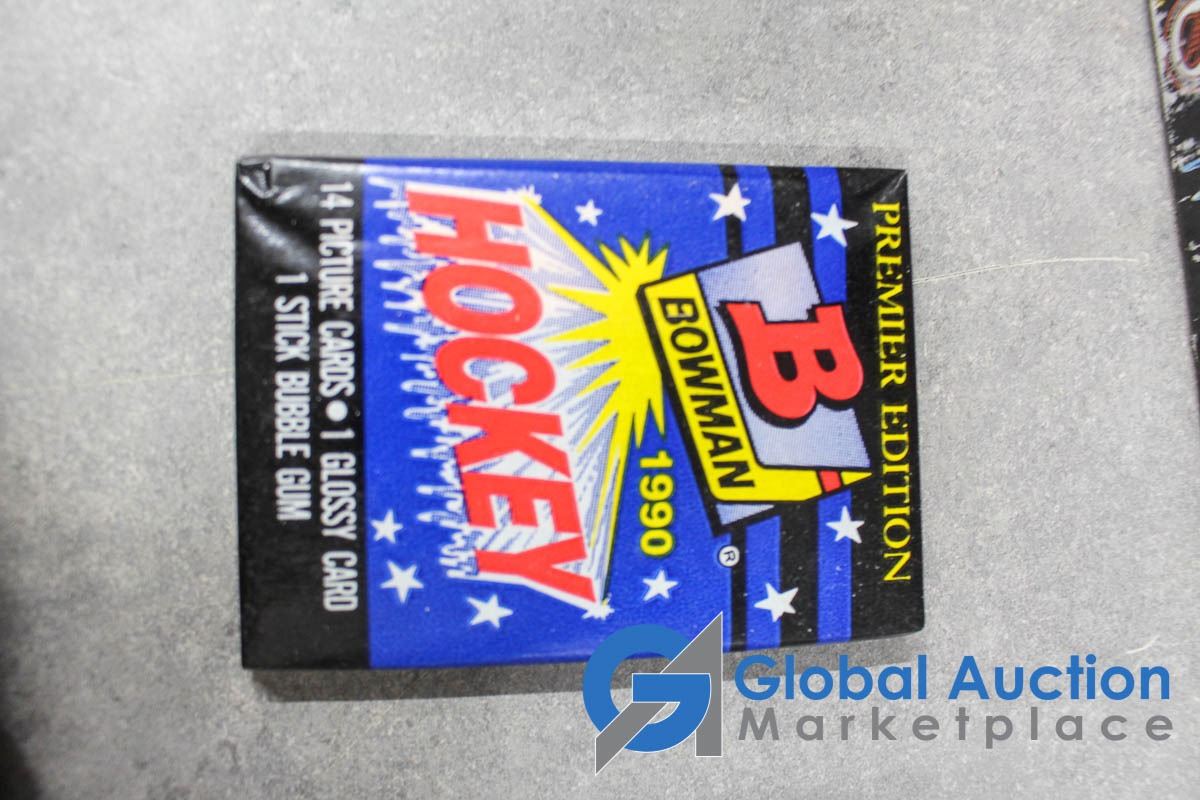 PREMIER EDITION
B
BOWMAN
®
1990
HOCKEY
14 PICTURE CARDS ● 1 GLOSSY CARD
1 STICK BUBBLE GUM
Global Auction
Marketplace